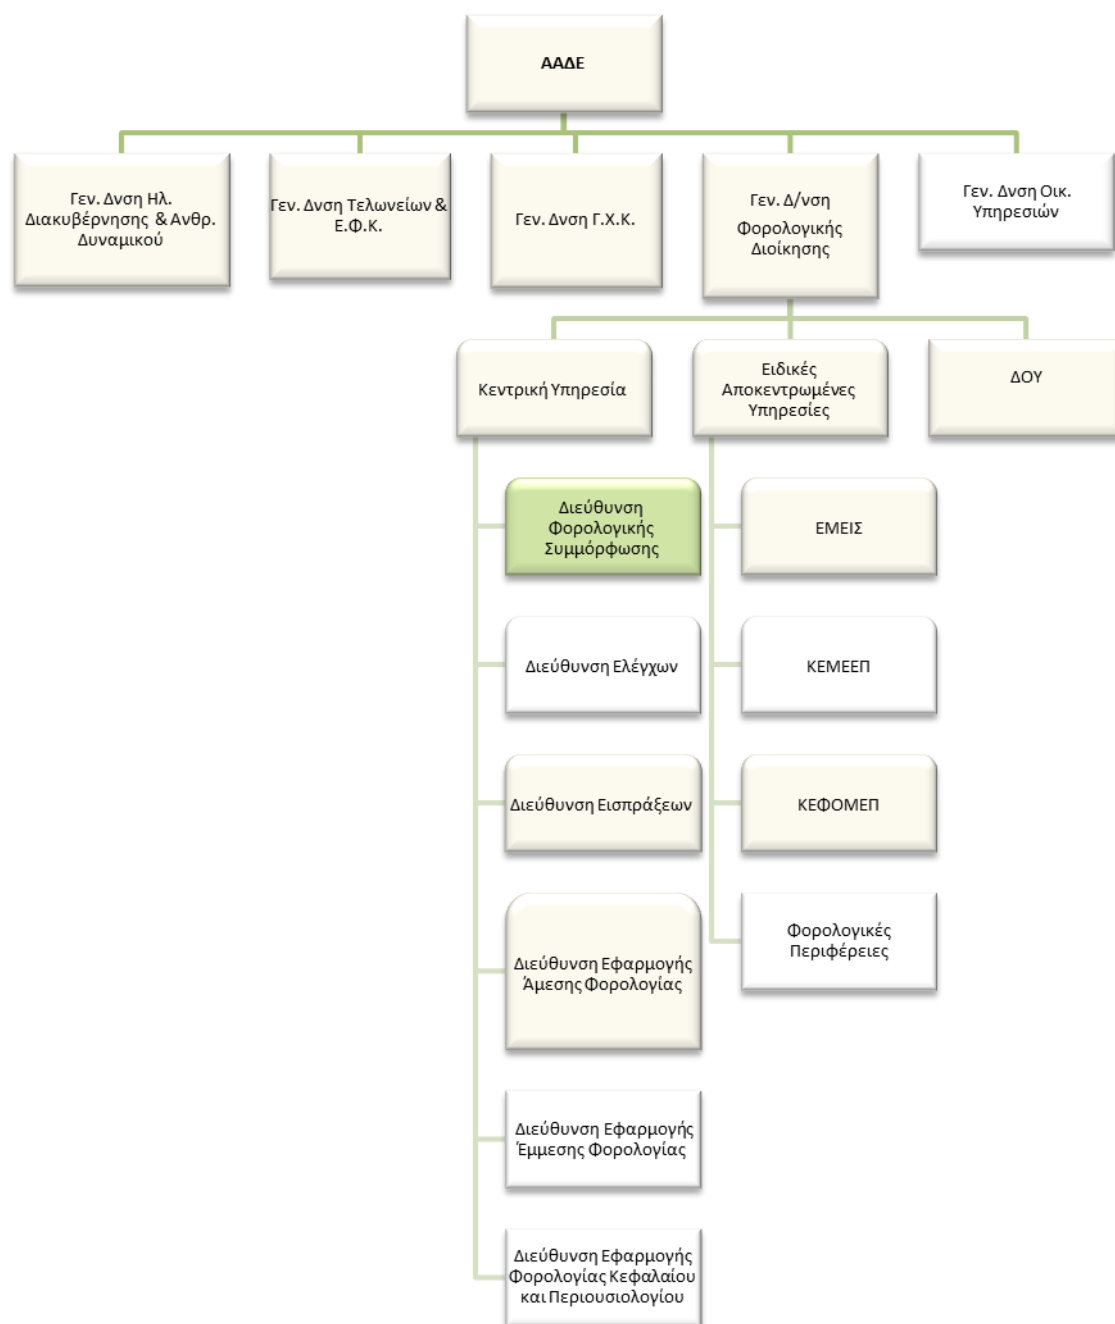 ΑΑΔΕ
Γεν. Δνση Ηλ.
Διακυβέρνησης & Ανθρ.
Δυναμικού
Γεν. Δνση Τελωνείων &
Ε.Φ.Κ.
Γεν. Δνση Γ.Χ.Κ.
Γεν. Δ/νση
Φορολογικής
Διοίκησης
Γεν. Δνση Οικ.
Υπηρεσιών
Κεντρική Υπηρεσία
Ειδικές
Αποκεντρωμένες
Υπηρεσίες
ΔΟΥ
Διεύθυνση
Φορολογικής
Συμμόρφωσης
Διεύθυνση Ελέγχων
Διεύθυνση Εισπράξεων
Διεύθυνση Εφαρμογής
Άμεσης Φορολογίας
Διεύθυνση Εφαρμογής
Έμμεσης Φορολογίας
Διεύθυνση Εφαρμογής
Φορολογίας Κεφαλαίου
και Περιουσιολογίου
ΕΜΕΙΣ
ΚΕΜΕΕΠ
ΚΕΦΟΜΕΠ
Φορολογικές
Περιφέρειες